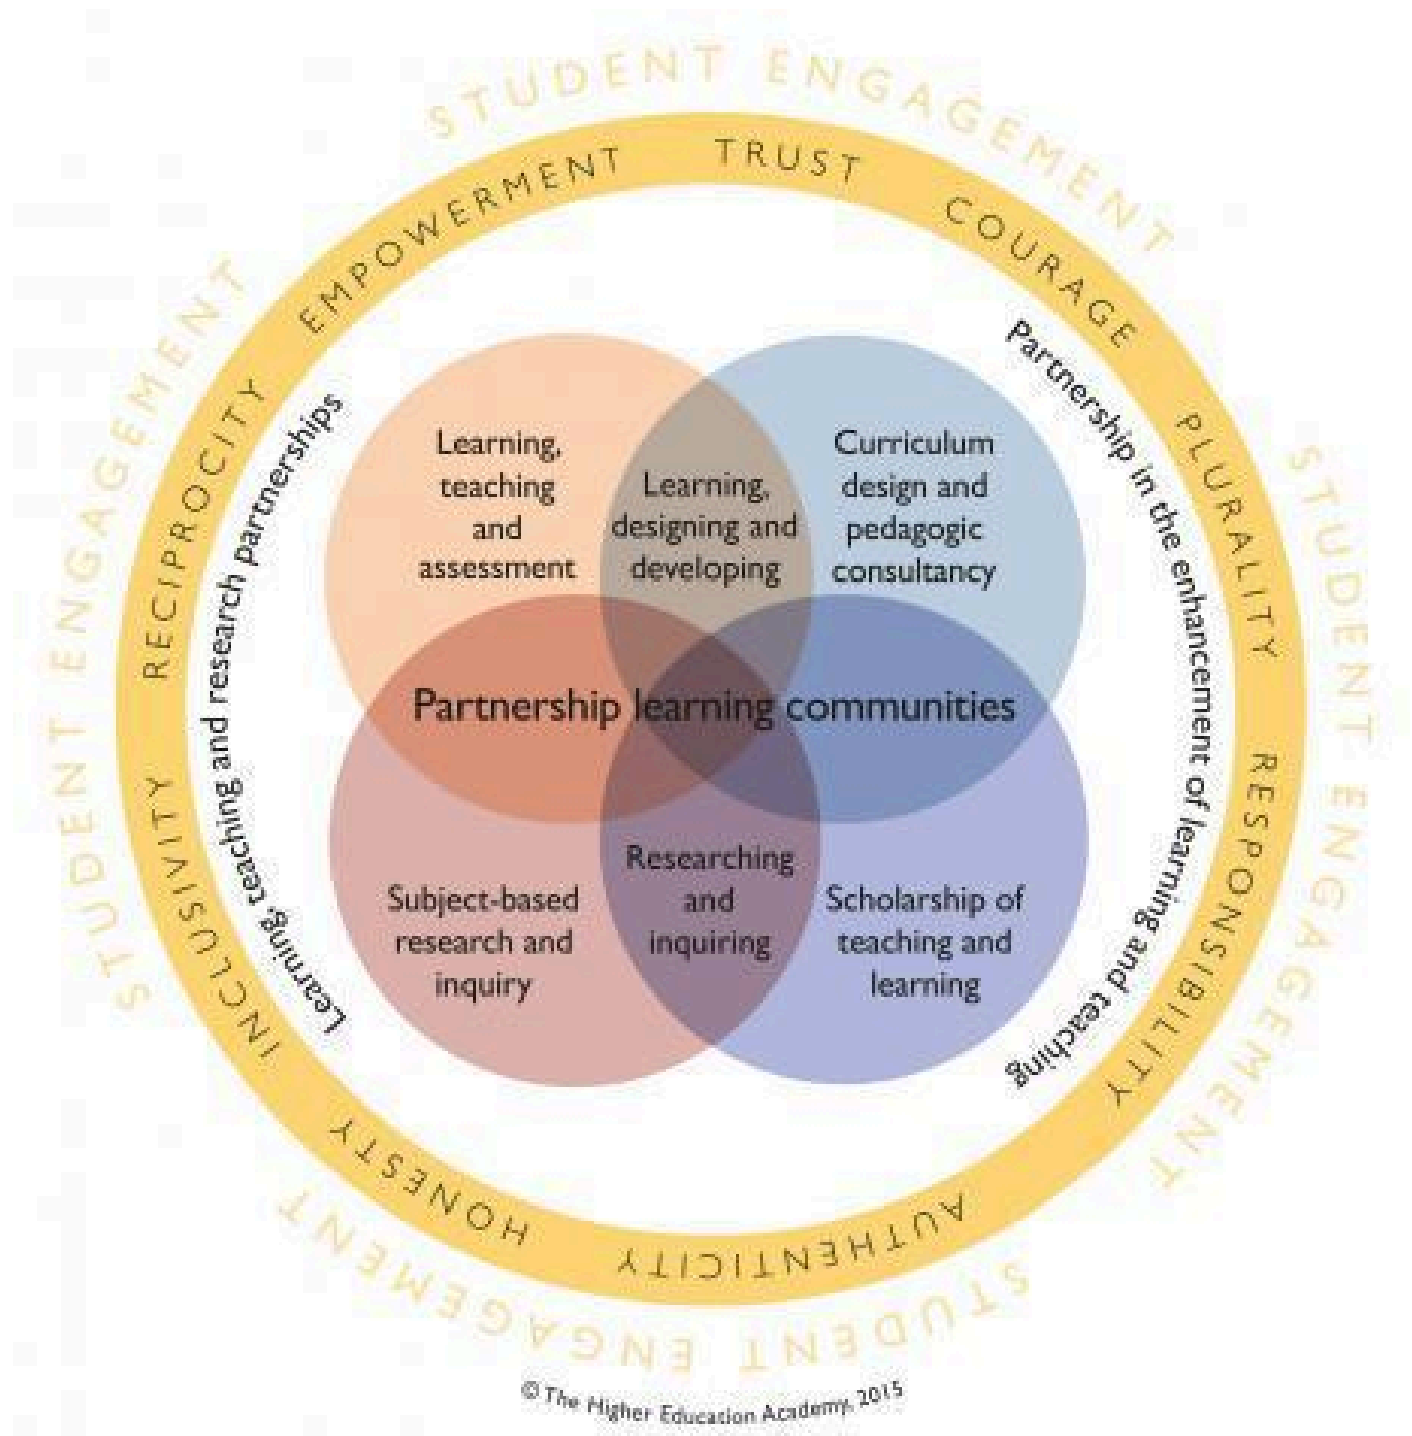 STUDENT ENGAGEMENT
STUDENT ENGAGEMENT
STUDENT ENGAGEMENT
STUDENT ENGAGEMENT
EMPOWERMENT
TRUST
COURAGE
PLURALITY
RESPONSIBILITY
AUTHENTICITY
HONESTY
INCLUSIVITY
RECIPROCITY
Learning, teaching and research partnerships
Partnership in the enhancement of learning and teaching
Learning,
teaching
and
assessment
Learning,
designing and
developing
Curriculum
design and
pedagogic
consultancy
Partnership learning communities
Subject-based
research and
inquiry
Researching
and
inquiring
Scholarship of
teaching and
learning
© The Higher Education Academy, 2015